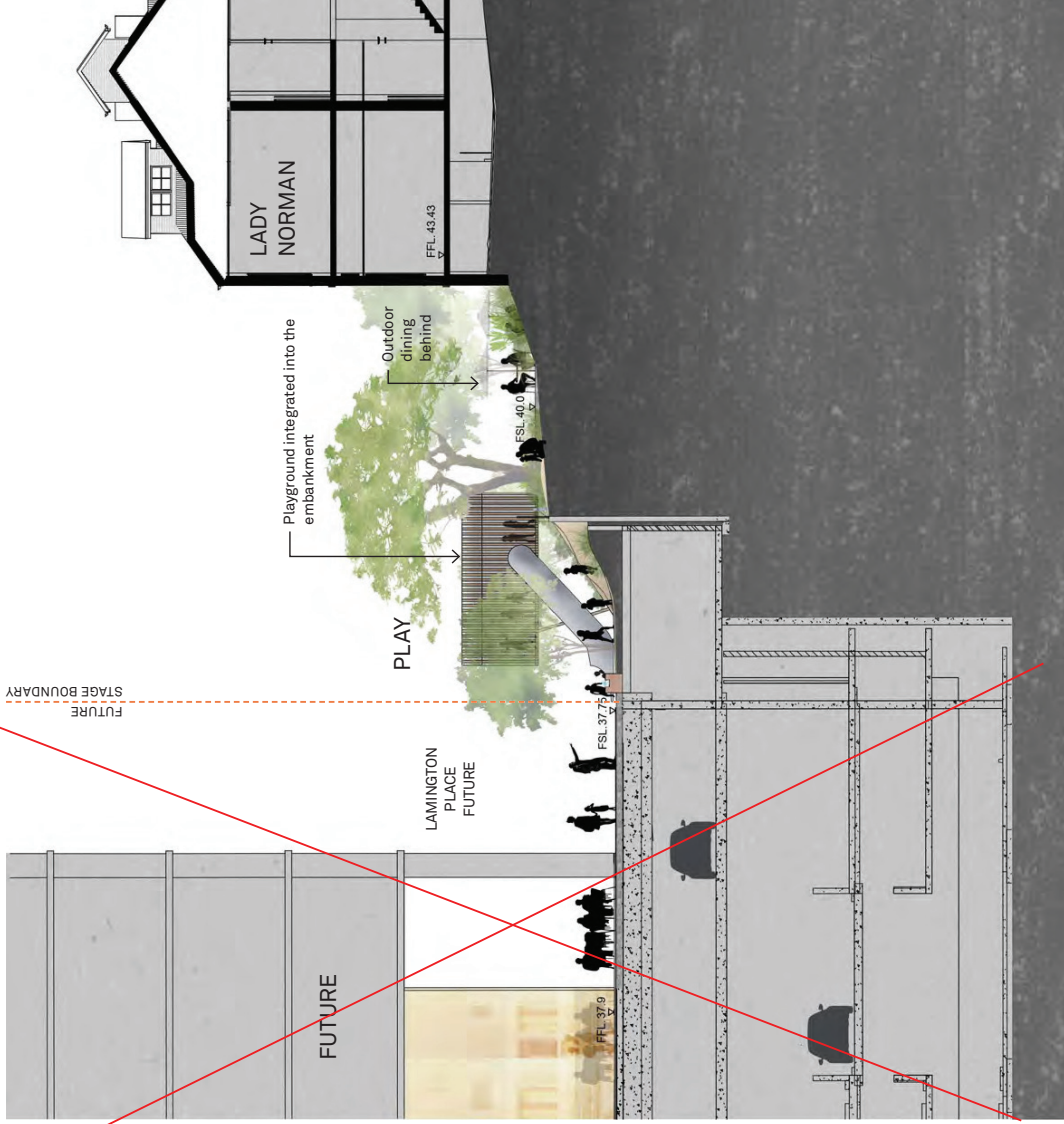 LADY
NORMAN
FFL. 43.43
Playground integrated into the
embankment
Outdoor
dining
behind
FSL. 40.0
PLAY
STAGE BOUNDARY
FUTURE
FSL. 37.75
LAMINGTON
PLACE
FUTURE
FUTURE
FFL. 37.9